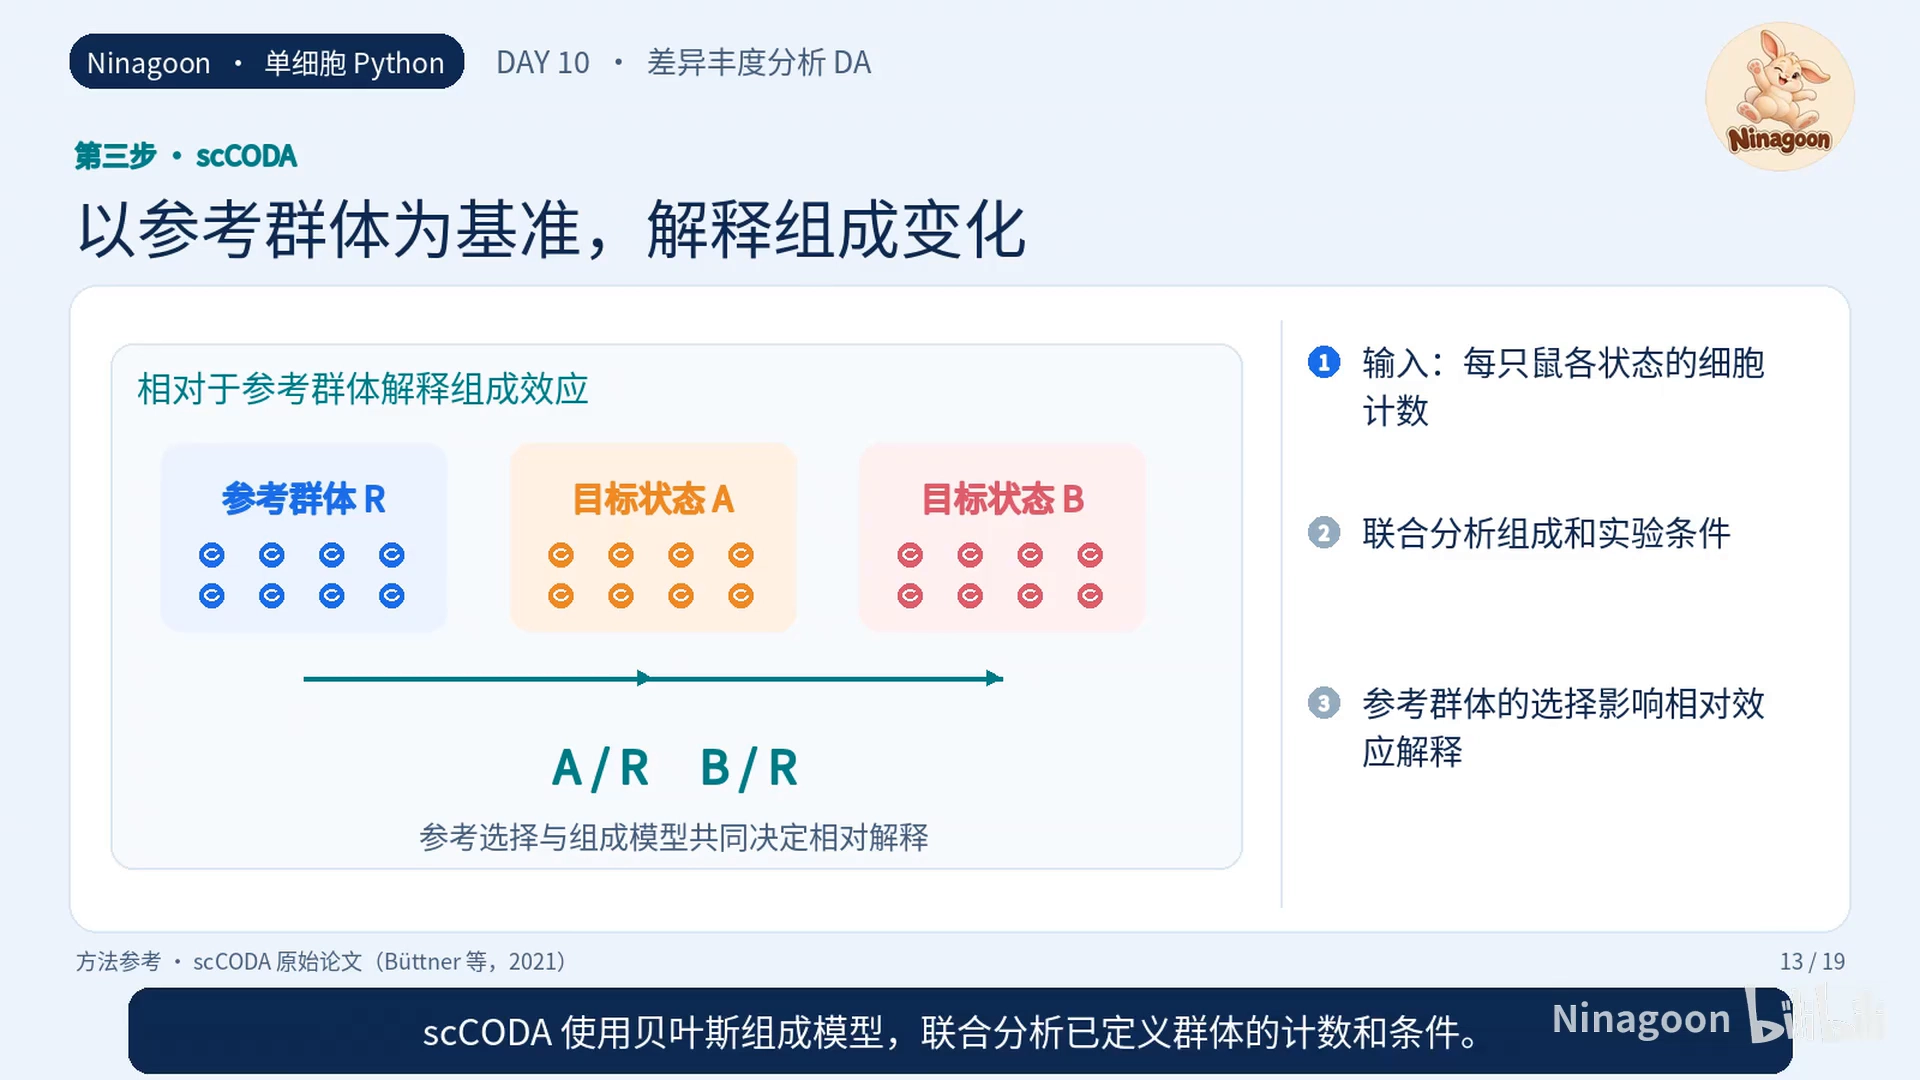 Ninagoon · 单细胞 Python
DAY 10 · 差异丰度分析 DA
Ninagoon
第三步 · scCODA
以参考群体为基准，解释组成变化
相对于参考群体解释组成效应
参考群体 R
目标状态 A
目标状态 B
A / R B / R
参考选择与组成模型共同决定相对解释
1 输入：每只鼠各状态的细胞
计数
2 联合分析组成和实验条件
3 参考群体的选择影响相对效
应解释
方法参考 · scCODA 原始论文（Büttner 等，2021）
13 / 19
scCODA 使用贝叶斯组成模型，联合分析已定义群体的计数和条件。
Ninagoon bilibili